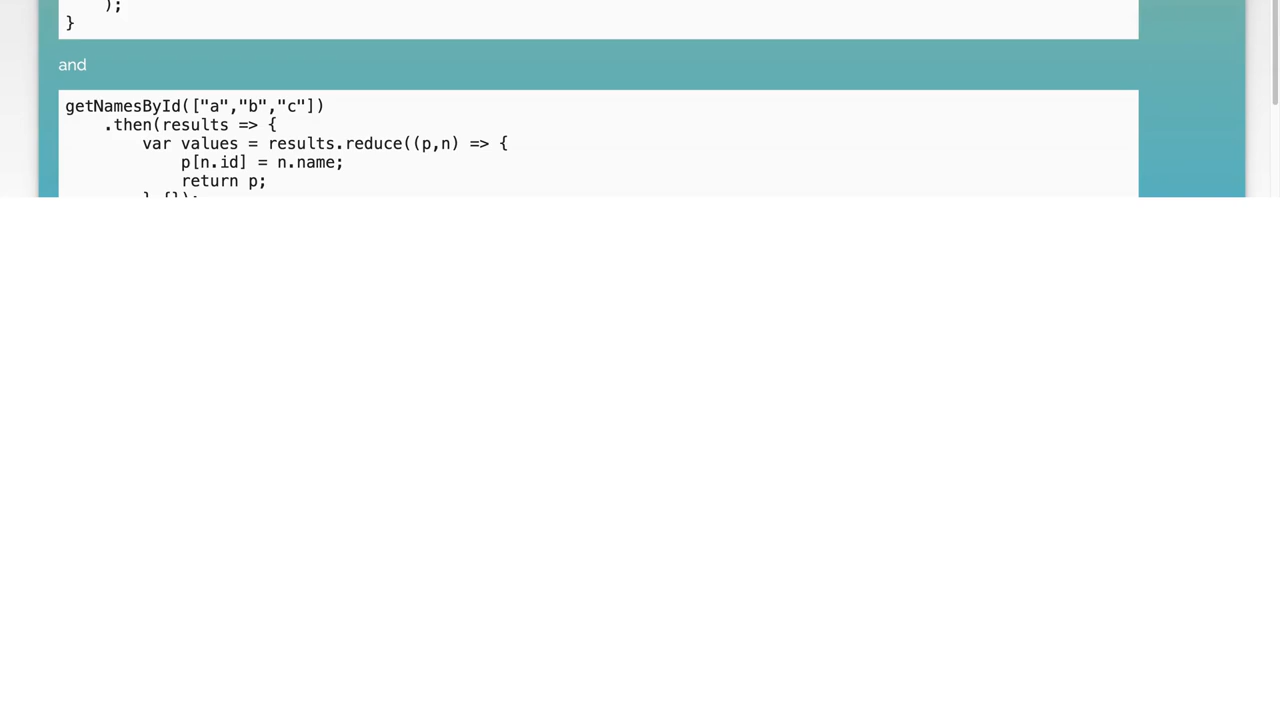 );
}
and
getNamesById(["a","b","c"])
.then(results => {
var values = results.reduce((p,n) => {
p[n.id] = n.name;
return p;
},{});